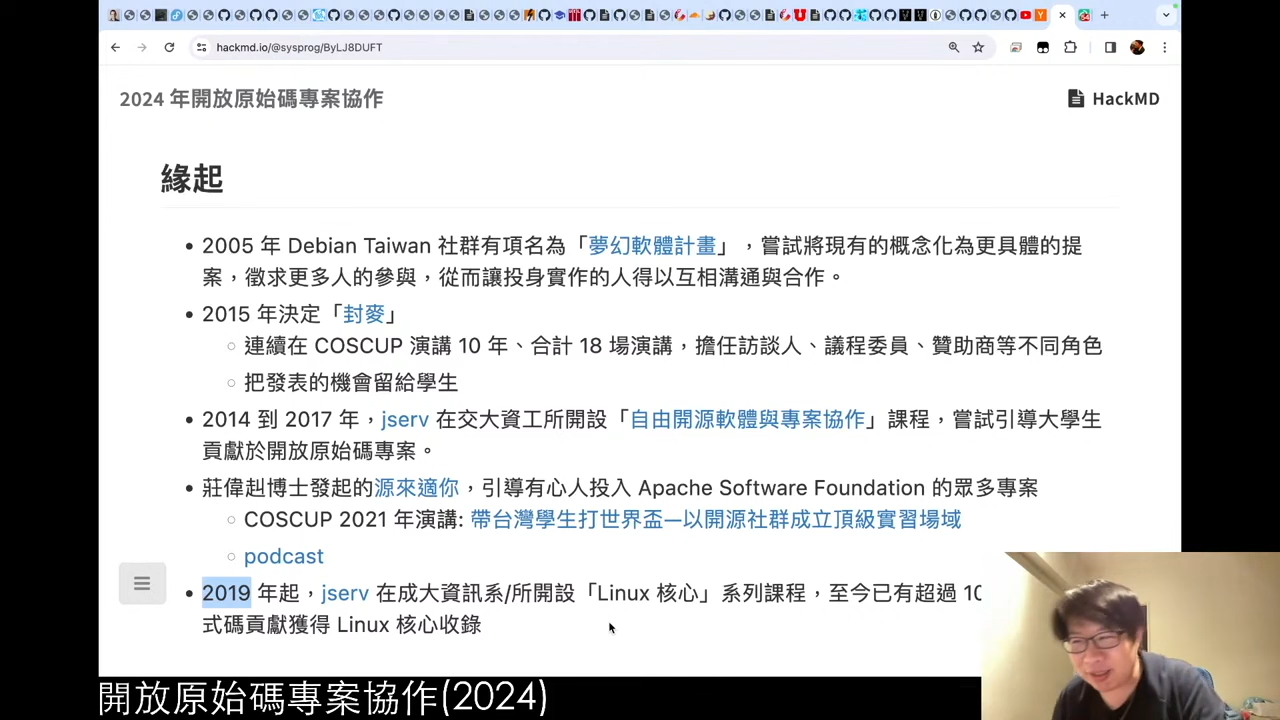 hackmd.io/@sysprog/ByLJ8DUFT
2024 年開放原始碼專案協作
HackMD
緣起
2005 年 Debian Taiwan 社群有項名為「夢幻軟體計畫」，嘗試將現有的概念化為更具體的提
案，徵求更多人的參與，從而讓投身實作的人得以互相溝通與合作。
2015 年決定「封麥」
連續在 COSCUP 演講 10 年、合計 18 場演講，擔任訪談人、議程委員、贊助商等不同角色
把發表的機會留給學生
2014 到 2017 年，jserv 在交大資工所開設「自由開源軟體與專案協作」課程，嘗試引導大學生
貢獻於開放原始碼專案。
莊偉赳博士發起的源來適你，引導有心人投入 Apache Software Foundation 的眾多專案
COSCUP 2021 年演講: 帶台灣學生打世界盃—以開源社群成立頂級實習場域
podcast
2019 年起，jserv 在成大資訊系/所開設「Linux 核心」系列課程，至今已有超過 10
式碼貢獻獲得 Linux 核心收錄
開放原始碼專案協作(2024)